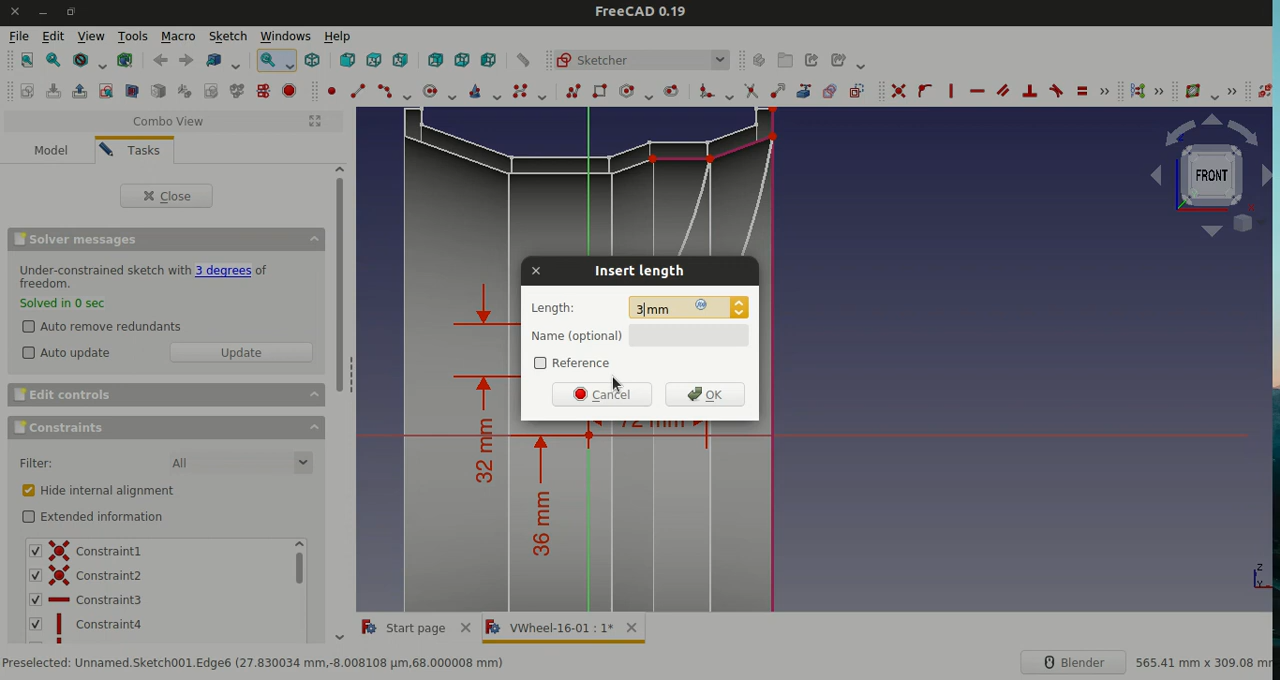 FreeCAD 0.19
File Edit View Tools Macro Sketch Windows Help
Sketcher
Combo View
Model Tasks
Close
Solver messages
Under-constrained sketch with 3 degrees of
freedom.
Solved in 0 sec
Auto remove redundants
Auto update Update
Edit controls
Constraints
Filter: All
Hide internal alignment
Extended information
Constraint1
Constraint2
Constraint3
Constraint4
FRONT
Insert length
Length: 3 mm
Name (optional)
Reference
Cancel OK
72 mm
32 mm
36 mm
Z
Start page VWheel-16-01 : 1*
Preselected: Unnamed.Sketch001.Edge6 (27.830034 mm,-8.008108 µm,68.000008 mm) Blender 565.41 mm x 309.08 mm